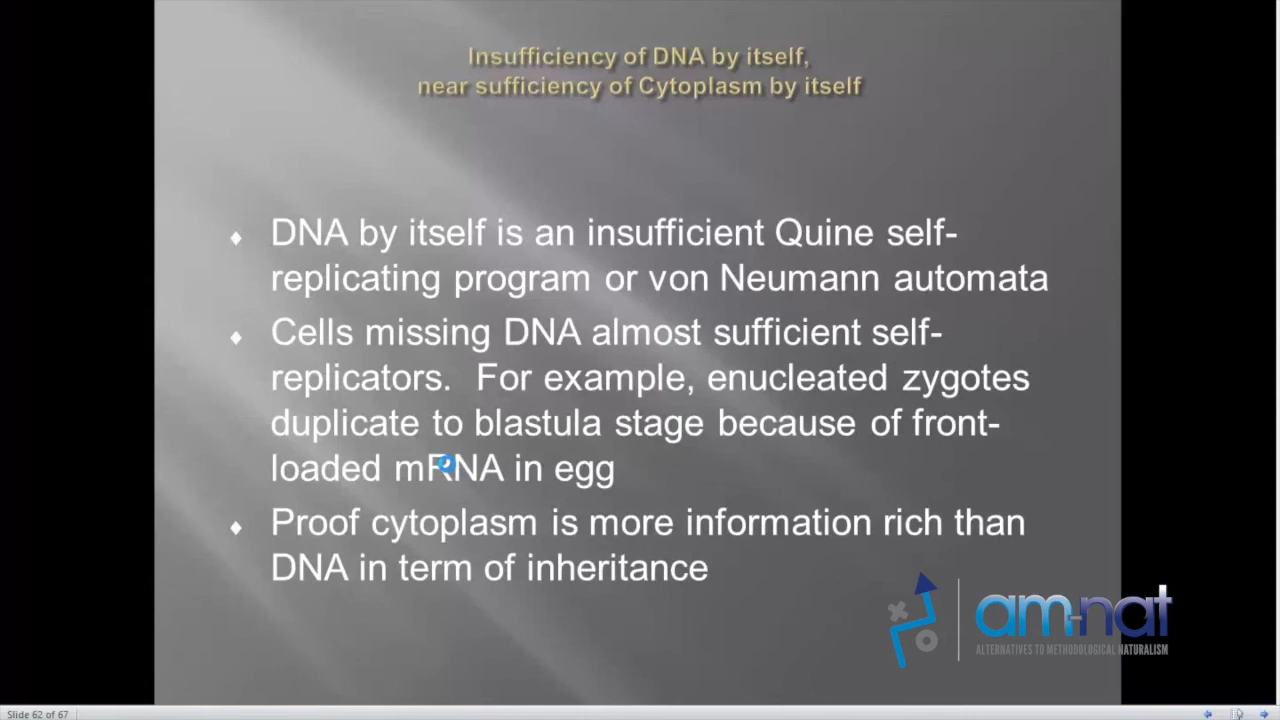 Insufficiency of DNA by itself,
near sufficiency of Cytoplasm by itself
DNA by itself is an insufficient Quine self-
replicating program or von Neumann automata
Cells missing DNA almost sufficient self-
replicators.  For example, enucleated zygotes
duplicate to blastula stage because of front-
loaded mRNA in egg
Proof cytoplasm is more information rich than
DNA in term of inheritance
am-nat
ALTERNATIVES TO METHODOLOGICAL NATURALISM
Slide 62 of 67